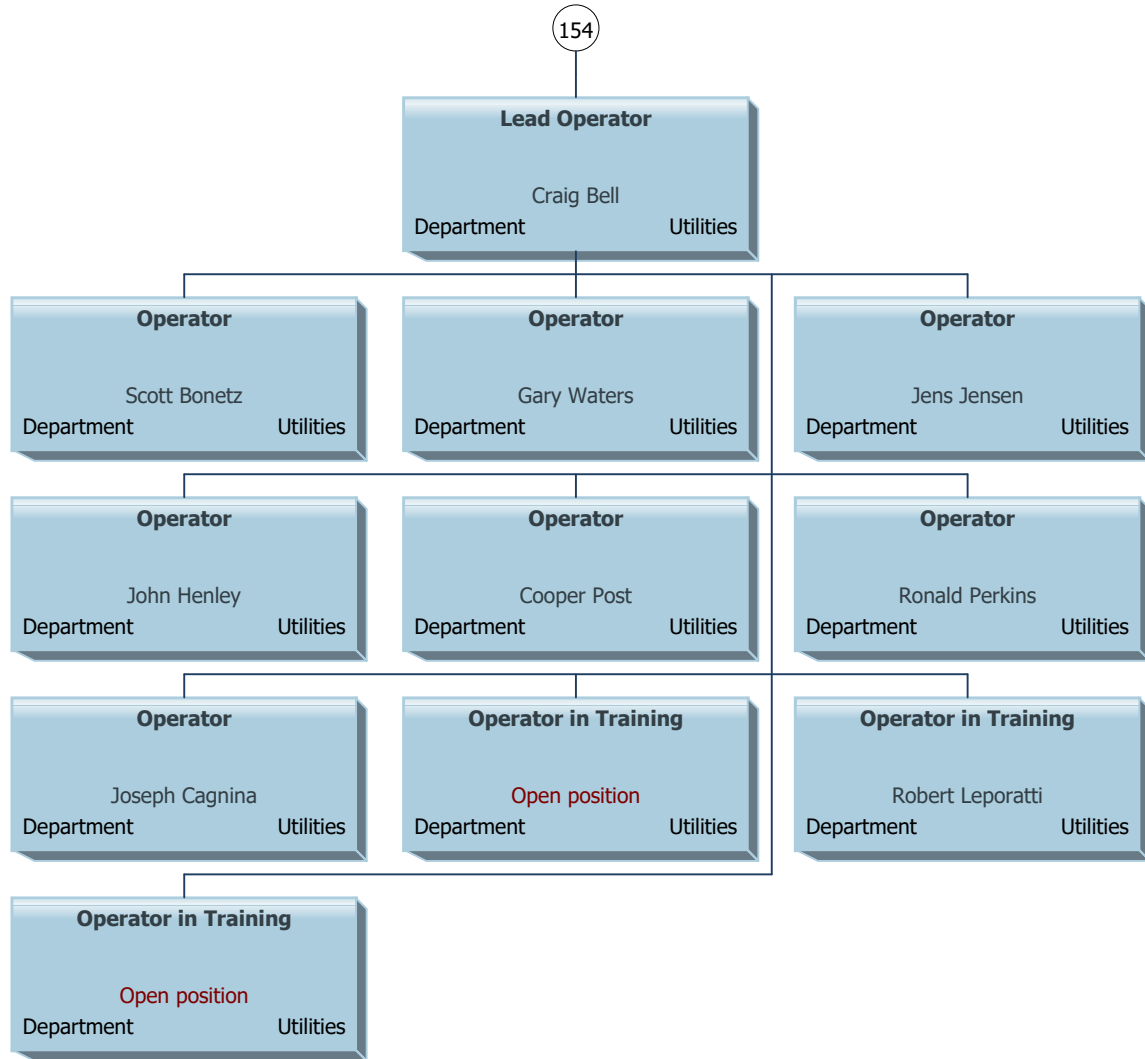 154
Lead Operator
Craig Bell
Department Utilities
Operator Operator Operator
Scott Bonetz Gary Waters Jens Jensen
Department Utilities Department Utilities Department Utilities
Operator Operator Operator
John Henley Cooper Post Ronald Perkins
Department Utilities Department Utilities Department Utilities
Operator Operator in Training Operator in Training
Joseph Cagnina Open position Robert Leporatti
Department Utilities Department Utilities Department Utilities
Operator in Training
Open position
Department Utilities